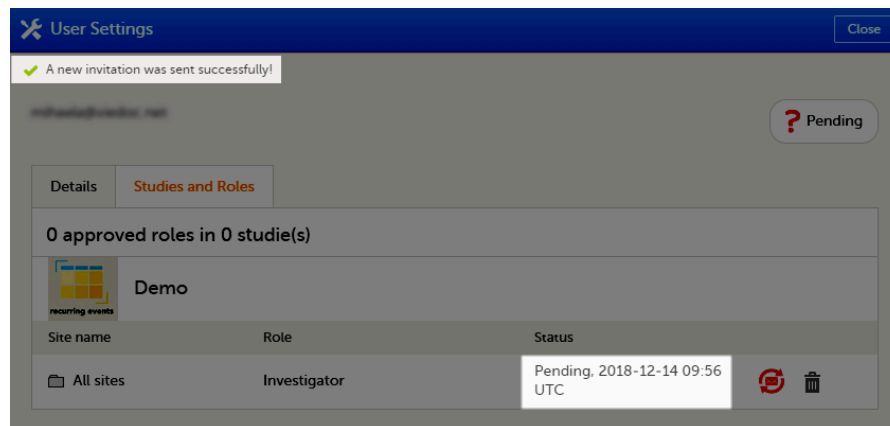 User Settings
Close
A new invitation was sent successfully!
Pending
Details
Studies and Roles
0 approved roles in 0 studie(s)
recurring events
Demo
Site name
Role
Status
All sites
Investigator
Pending, 2018-12-14 09:56
UTC